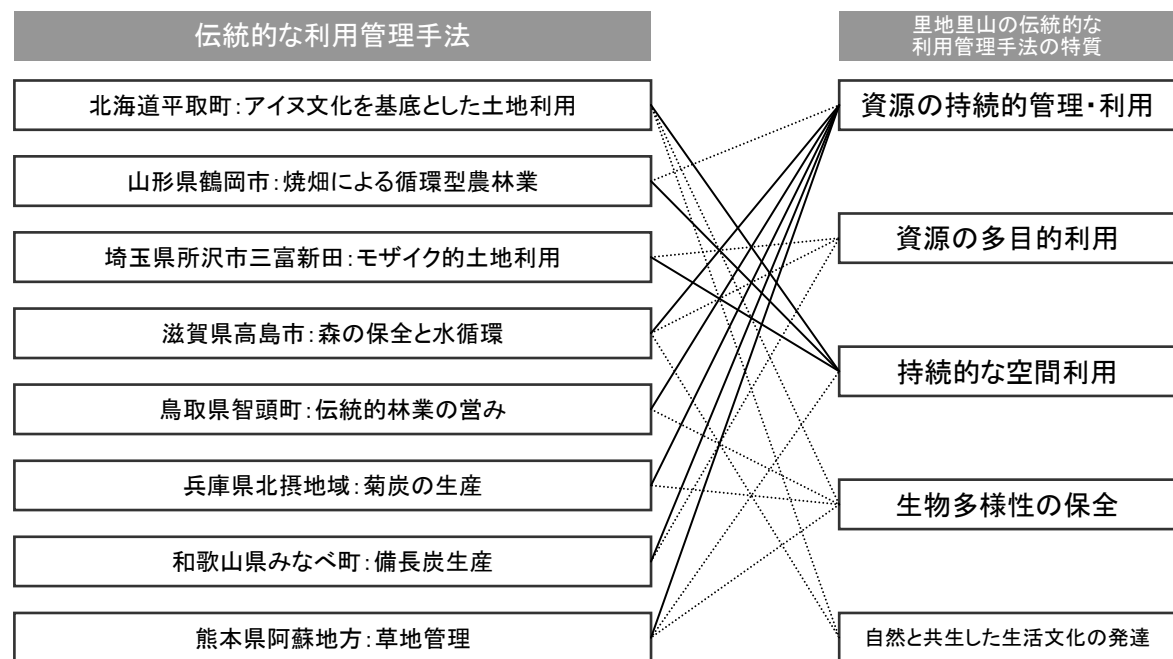 伝統的な利用管理手法
北海道平取町：アイヌ文化を基底とした土地利用
山形県鶴岡市：焼畑による循環型農林業
埼玉県所沢市三富新田：モザイク的土地利用
滋賀県高島市：森の保全と水循環
鳥取県智頭町：伝統的林業の営み
兵庫県北摂地域：菊炭の生産
和歌山県みなべ町：備長炭生産
熊本県阿蘇地方：草地管理
里地里山の伝統的な
利用管理手法の特質
資源の持続的管理・利用
資源の多目的利用
持続的な空間利用
生物多様性の保全
自然と共生した生活文化の発達